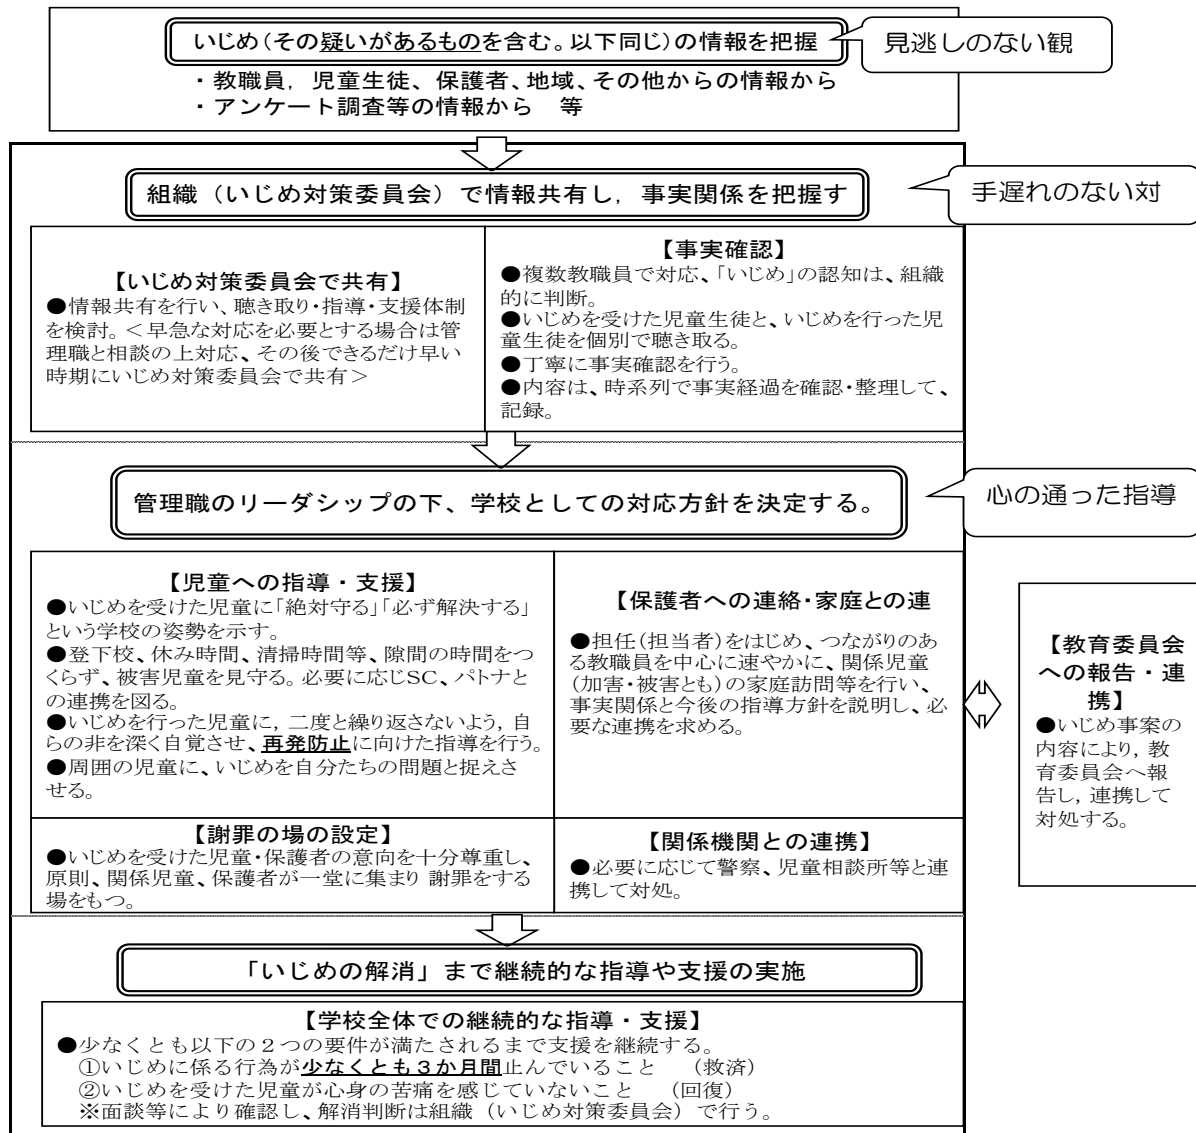 いじめ(その疑いがあるものを含む。以下同じ)の情報を把握
見逃しのない観
・教職員，児童生徒、保護者、地域、その他からの情報から
・アンケート調査等の情報から　等
組織（いじめ対策委員会）で情報共有し，事実関係を把握す
手遅れのない対
【いじめ対策委員会で共有】
●情報共有を行い、聴き取り・指導・支援体制
を検討。＜早急な対応を必要とする場合は管
理職と相談の上対応、その後できるだけ早い
時期にいじめ対策委員会で共有＞
【事実確認】
●複数教職員で対応、「いじめ」の認知は、組織
的に判断。
●いじめを受けた児童生徒と、いじめを行った児
童生徒を個別で聴き取る。
●丁寧に事実確認を行う。
●内容は、時系列で事実経過を確認・整理して、
記録。
管理職のリーダシップの下、学校としての対応方針を決定する。
心の通った指導
【児童への指導・支援】
●いじめを受けた児童に「絶対守る」「必ず解決する」
という学校の姿勢を示す。
●登下校、休み時間、清掃時間等、隙間の時間をつ
くらず、被害児童を見守る。必要に応じSC、パトナと
の連携を図る。
●いじめを行った児童に，二度と繰り返さないよう，自
らの非を深く自覚させ、再発防止に向けた指導を行う。
●周囲の児童に、いじめを自分たちの問題と捉えさ
せる。
【保護者への連絡・家庭との連
●担任(担当者)をはじめ、つながりのあ
る教職員を中心に速やかに、関係児童
(加害・被害とも)の家庭訪問等を行い、
事実関係と今後の指導方針を説明し、必
要な連携を求める。
【教育委員会
への報告・連
携】
●いじめ事案の
内容により，教
育委員会へ報
告し，連携して
対処する。
【謝罪の場の設定】
●いじめを受けた児童・保護者の意向を十分尊重し、
原則、関係児童、保護者が一堂に集まり 謝罪をする
場をもつ。
【関係機関との連携】
●必要に応じて警察、児童相談所等と連
携して対処。
「いじめの解消」まで継続的な指導や支援の実施
【学校全体での継続的な指導・支援】
●少なくとも以下の２つの要件が満たされるまで支援を継続する。
①いじめに係る行為が少なくとも３か月間止んでいること　（救済）
②いじめを受けた児童が心身の苦痛を感じていないこと　（回復）
※面談等により確認し、解消判断は組織（いじめ対策委員会）で行う。